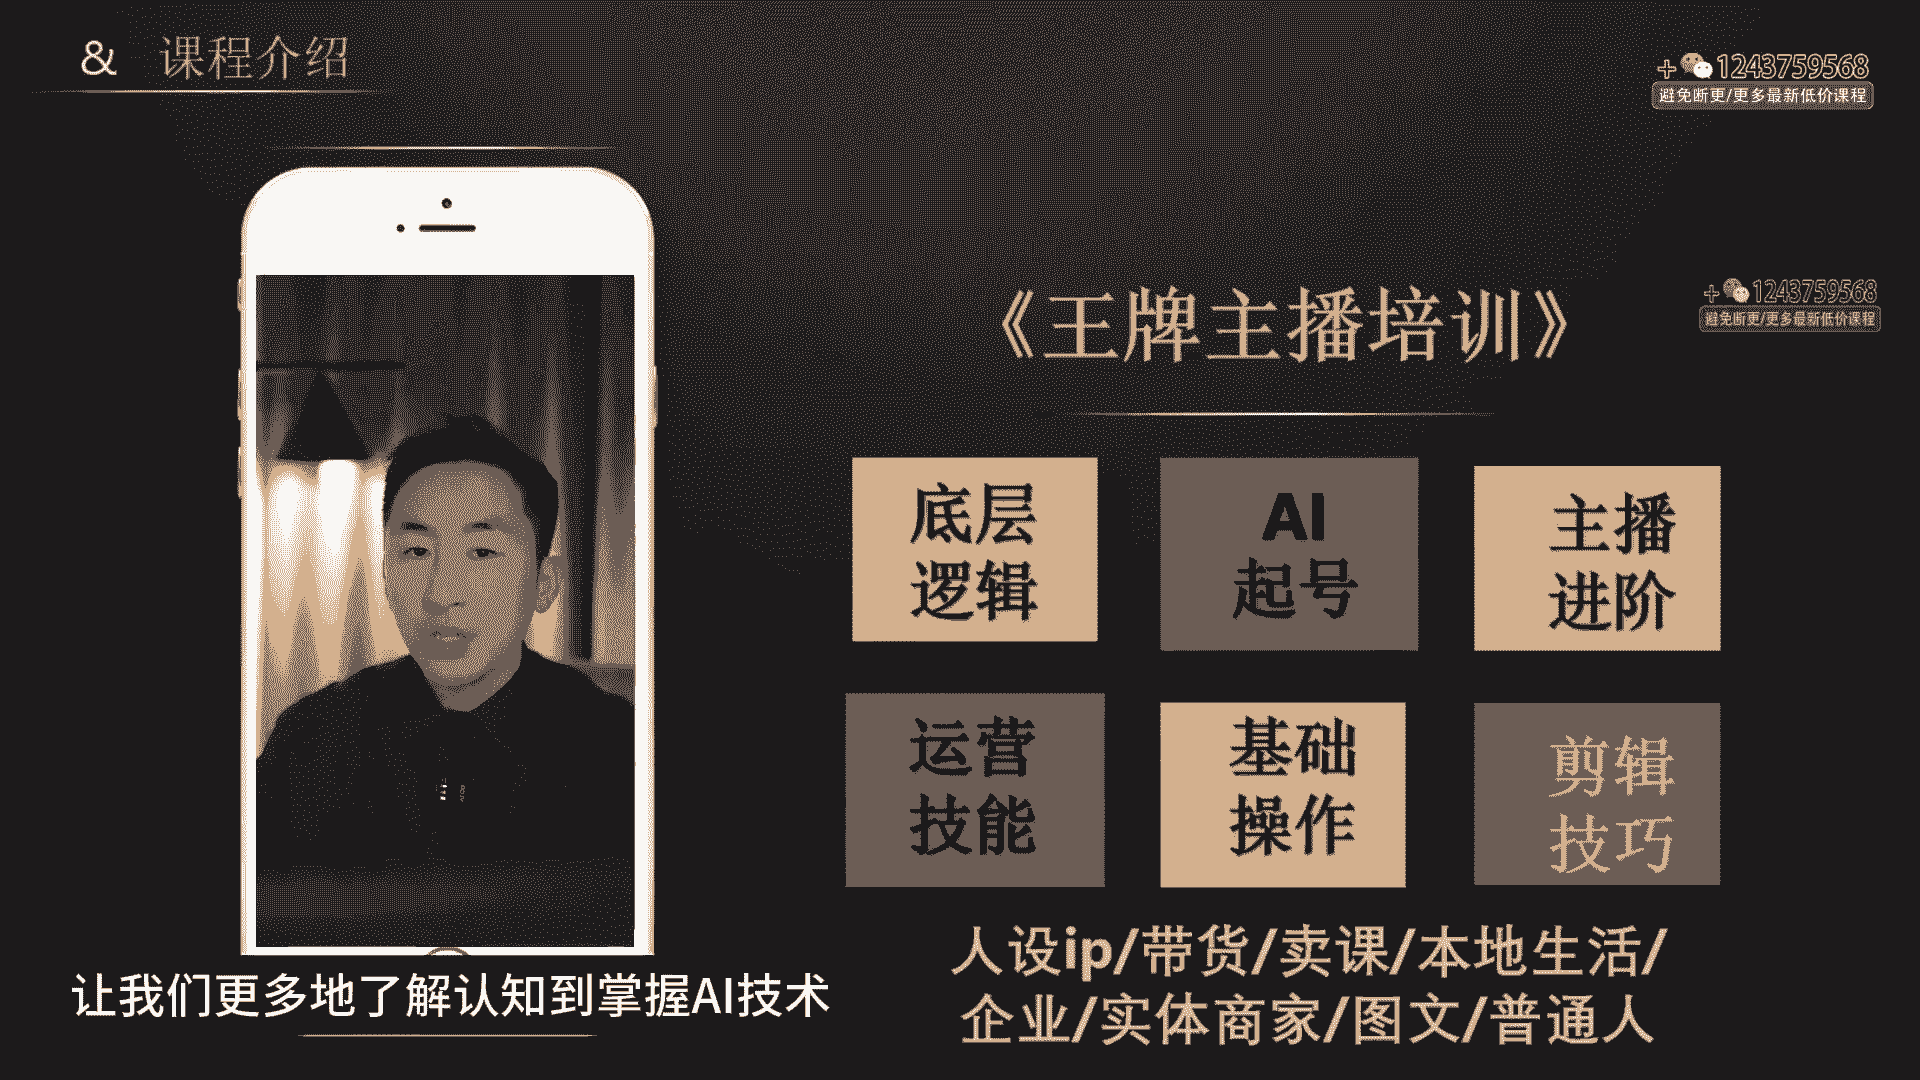 & 课程介绍
+1243759568
避免断更/更多最新低价课程
《王牌主播培训》
+1243759568
避免断更/更多最新低价课程
底层
逻辑
AI
起号
主播
进阶
运营
技能
基础
操作
剪辑
技巧
人设ip/带货/卖课/本地生活/
企业/实体商家/图文/普通人
让我们更多地了解认知到掌握AI技术